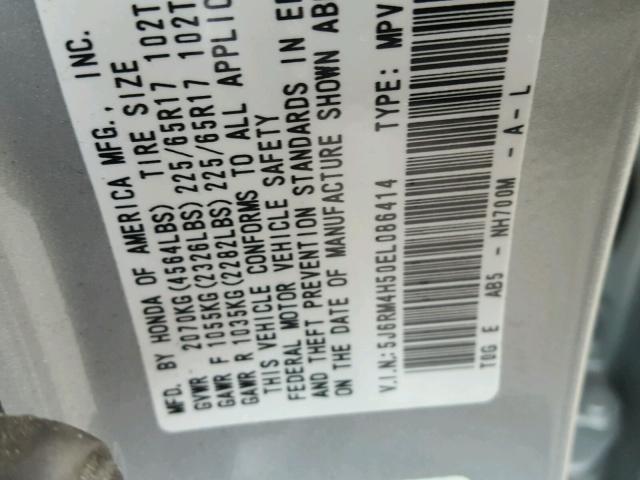 MFD. BY HONDA OF AMERICA MFG., INC.
GVWR 2070KG(4564LBS) TIRE SIZE
GAWR F 1055KG(2326LBS) 225/65R17 102T
GAWR R 1035KG(2282LBS) 225/65R17 102T
THIS VEHICLE CONFORMS TO ALL APPLIC
FEDERAL MOTOR VEHICLE SAFETY
AND THEFT PREVENTION STANDARDS IN E
ON THE DATE OF MANUFACTURE SHOWN AB
V.I.N.:5J6RM4H50EL086414 TYPE: MPV
T0G E AB5- NH700M -A-L